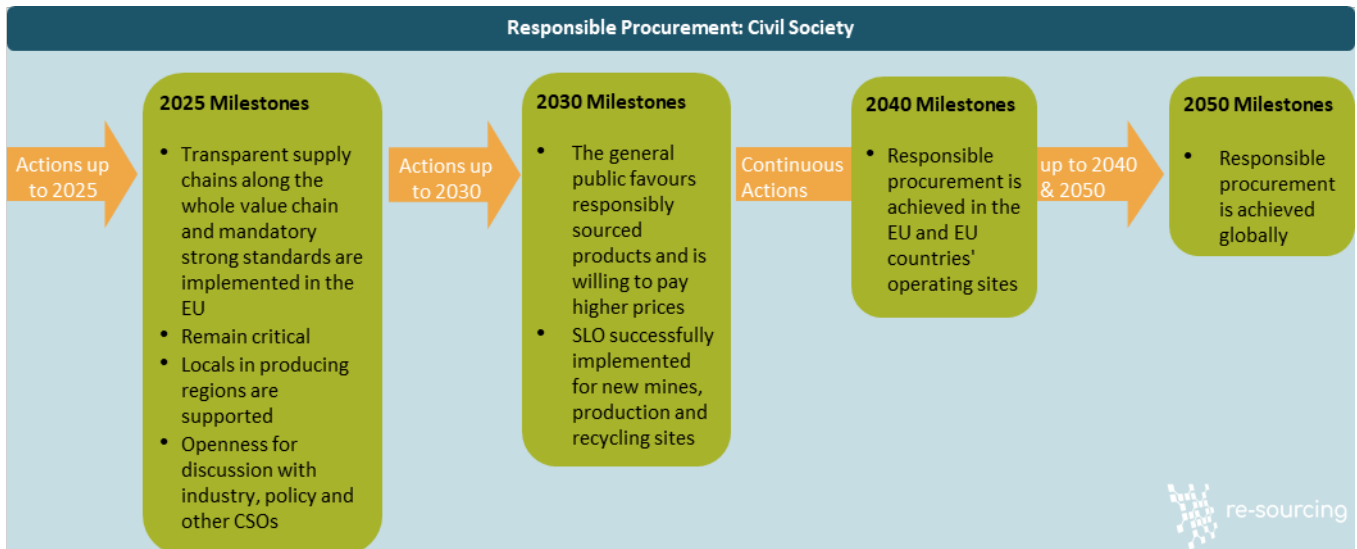 Responsible Procurement: Civil Society
Actions up
to 2025
2025 Milestones
• Transparent supply
chains along the
whole value chain
and mandatory
strong standards are
implemented in the
EU
• Remain critical
• Locals in producing
regions are
supported
• Openness for
discussion with
industry, policy and
other CSOs
Actions up
to 2030
2030 Milestones
• The general
public favours
responsibly
sourced
products and is
willing to pay
higher prices
• SLO successfully
implemented
for new mines,
production and
recycling sites
Continuous
Actions
2040 Milestones
• Responsible
procurement is
achieved in the
EU and EU
countries'
operating sites
up to 2040
& 2050
2050 Milestones
• Responsible
procurement
is achieved
globally
re-sourcing